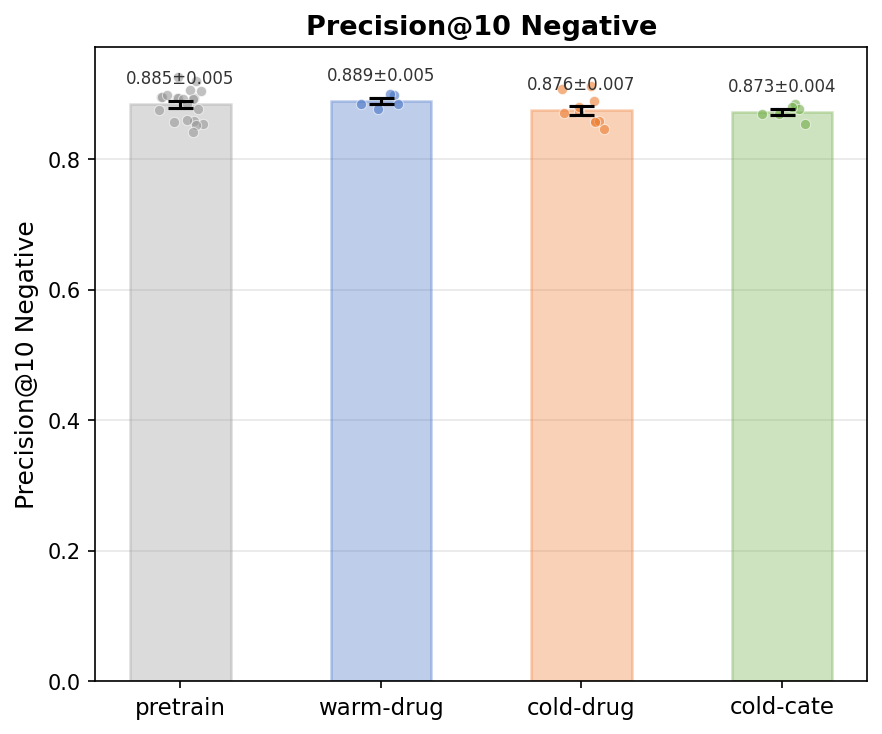 Precision@10 Negative
0.885±0.005
0.889±0.005
0.876±0.007
0.873±0.004
Precision@10 Negative
0.8
0.6
0.4
0.2
0.0
pretrain
warm-drug
cold-drug
cold-cate